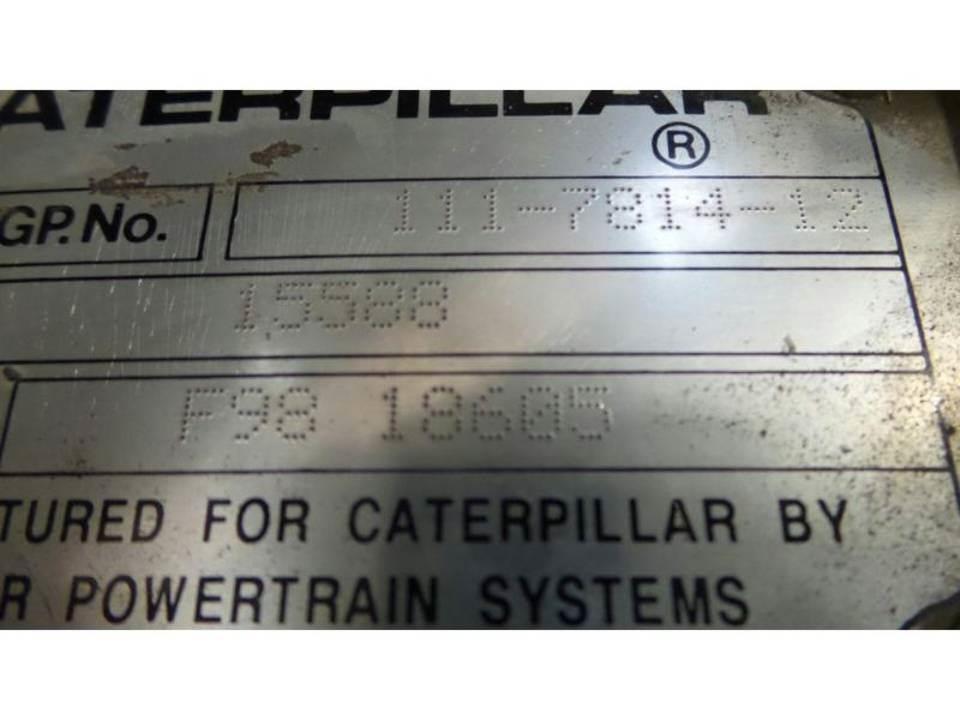 ATERPILLAR
®
GP. No. 111-7814-12
15588
F98 18605
TURED FOR CATERPILLAR BY
R POWERTRAIN SYSTEMS